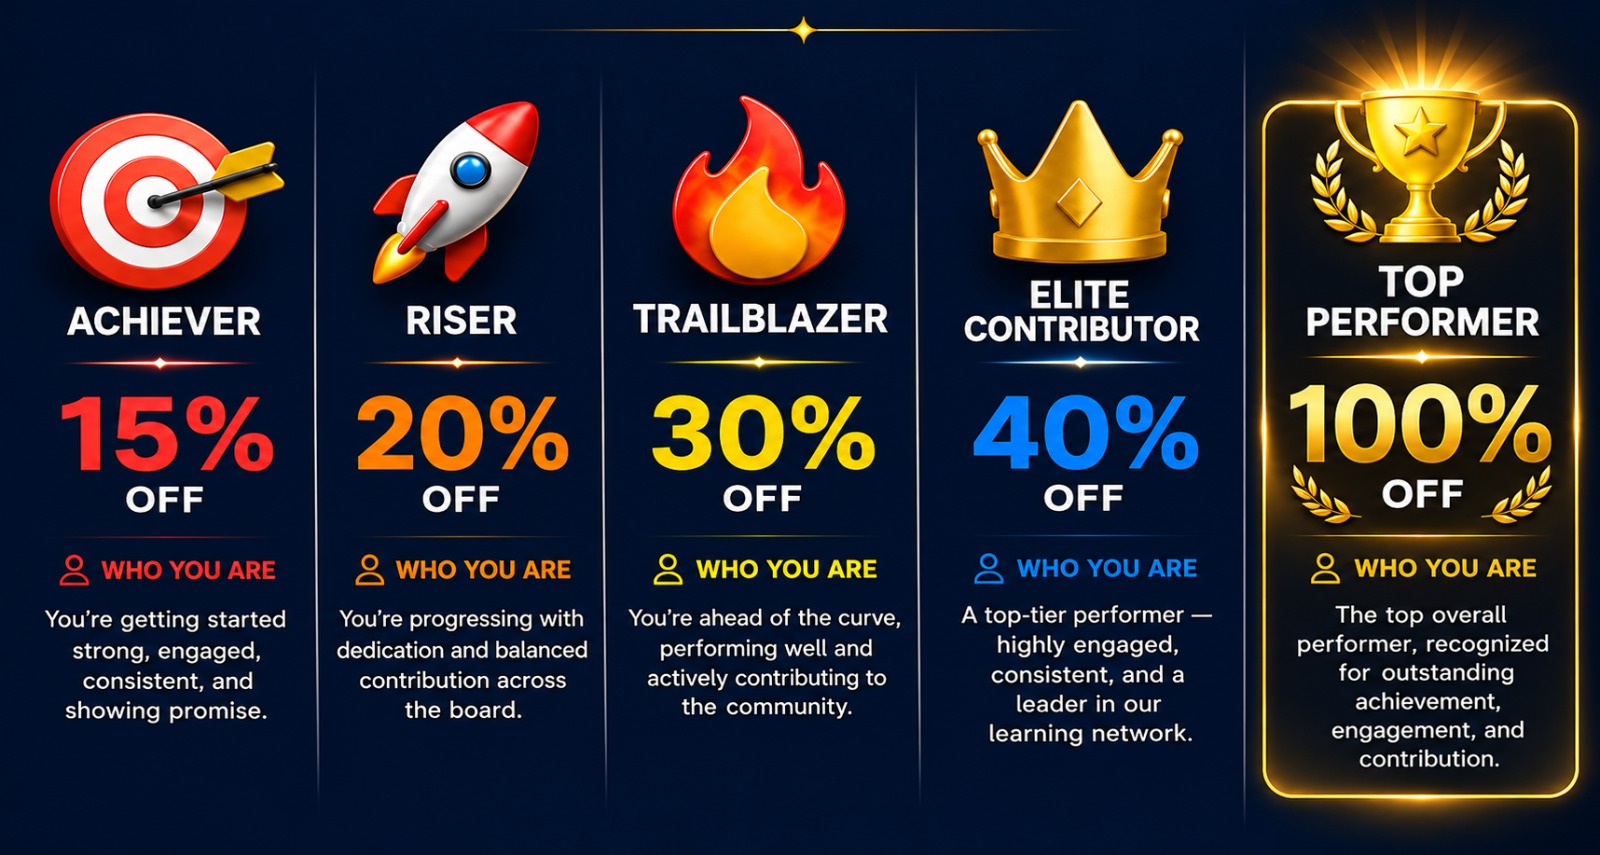 ACHIEVER
15%
OFF
WHO YOU ARE
You're getting started
strong, engaged,
consistent, and
showing promise.
RISER
20%
OFF
WHO YOU ARE
You're progressing with
dedication and balanced
contribution across
the board.
TRAILBLAZER
30%
OFF
WHO YOU ARE
You're ahead of the curve,
performing well and
actively contributing to
the community.
ELITE
CONTRIBUTOR
40%
OFF
WHO YOU ARE
A top-tier performer —
highly engaged,
consistent, and a
leader in our
learning network.
TOP
PERFORMER
100%
OFF
WHO YOU ARE
The top overall
performer, recognized
for outstanding
achievement,
engagement, and
contribution.